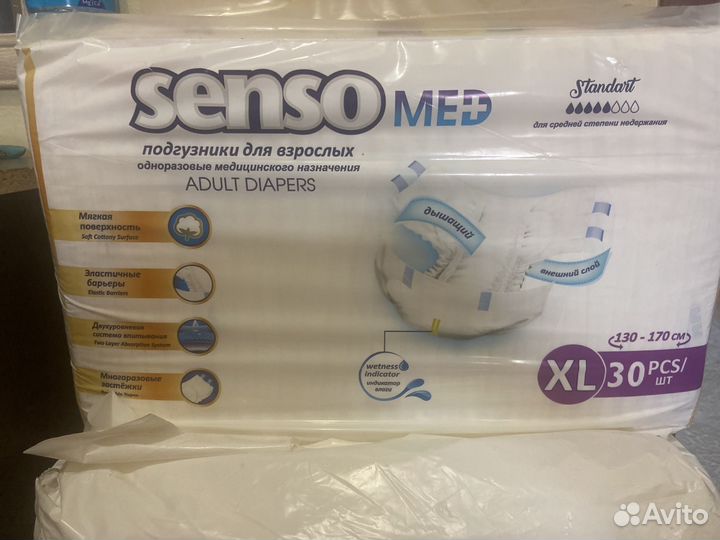 senso MED
подгузники для взрослых
одноразовые медицинского назначения
ADULT DIAPERS
Standart
для средней степени недержания
Мягкая
поверхность
Soft Cottony Surface
Эластичные
барьеры
Elastic Barriers
Двухуровневая
система впитывания
Two Layer Absorptive System
Многоразовые
застёжки
дышащий
внешний слой
wetness
indicator
индикатор
влаги
130 - 170 см
XL 30 PCS/
шт
Avito